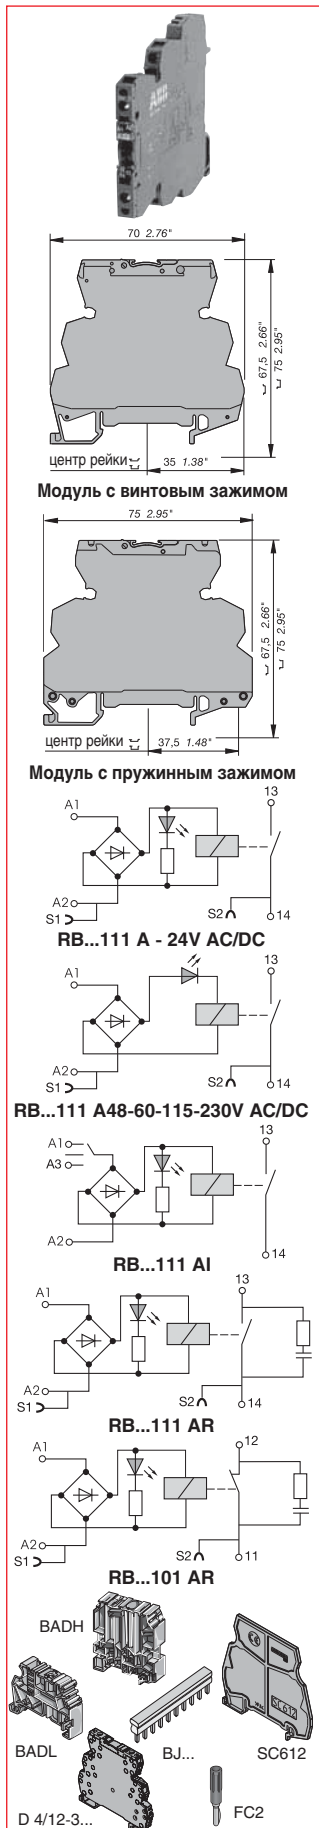 ABB
70 2.76"
67,5 2.66"
75 2.95"
центр рейки
35 1.38"
Модуль с винтовым зажимом
75 2.95"
67,5 2.66"
75 2.95"
центр рейки
37,5 1.48"
Модуль с пружинным зажимом
A1
13
A2
S1
S2
14
RB...111 A - 24V AC/DC
A1
13
A2
S1
S2
14
RB...111 A48-60-115-230V AC/DC
A1
13
A3
A2
14
RB...111 AI
A1
13
A2
S1
S2
14
RB...111 AR
A1
12
A2
S1
S2
11
RB...101 AR
BADH
BADL
BJ...
SC612
SC612
D 4/12-3...
FC2